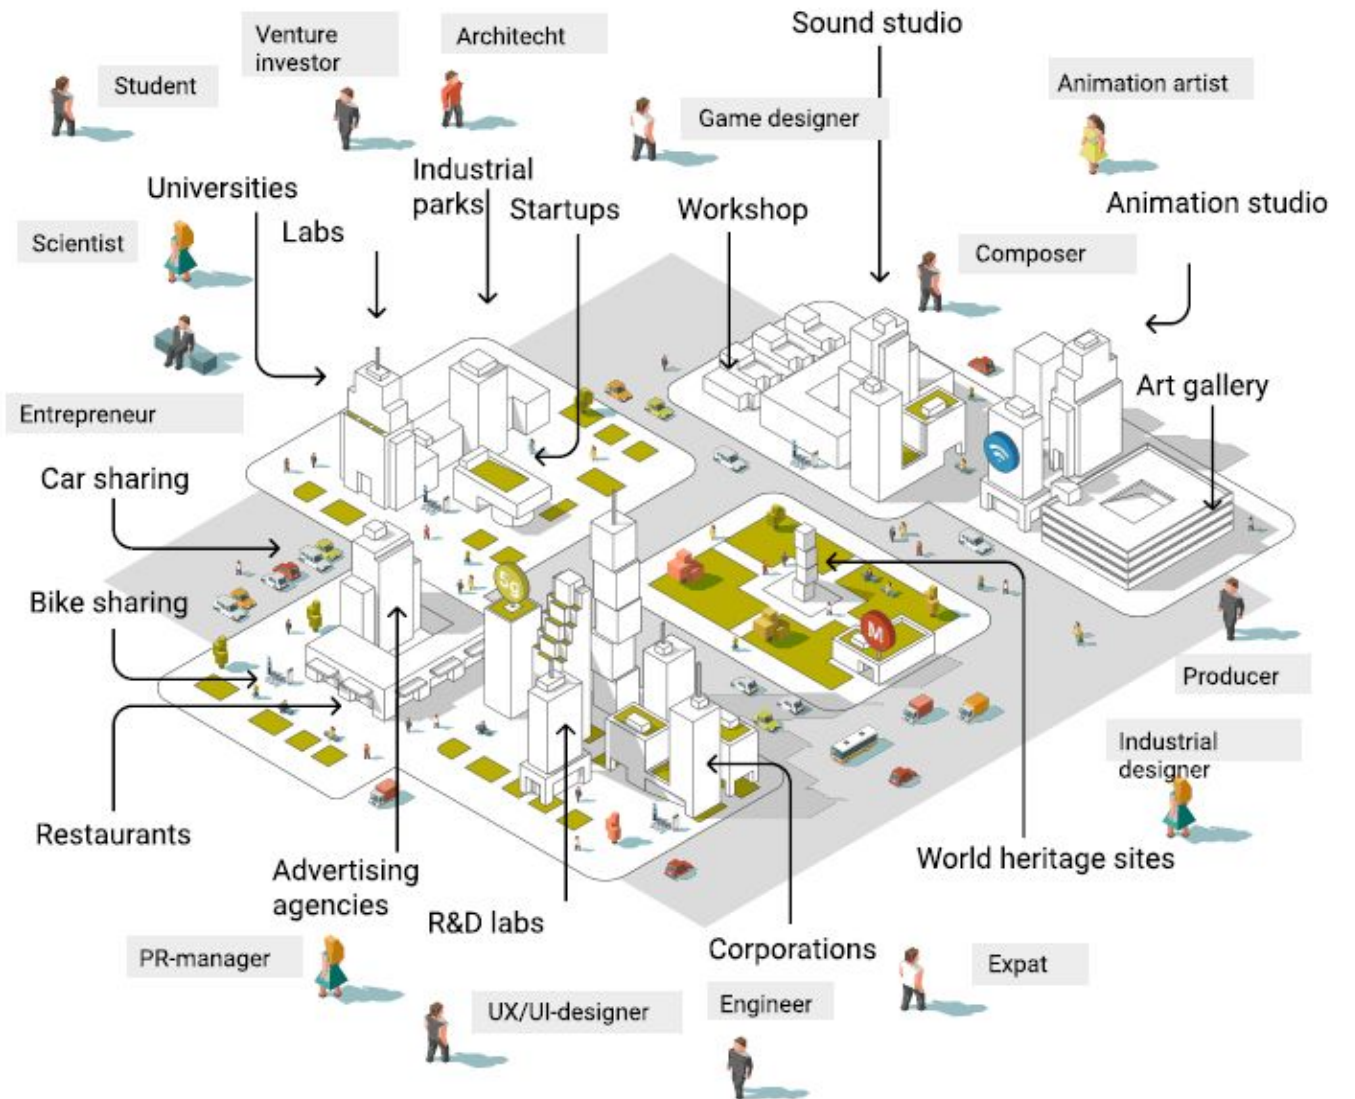 Sound studio
Venture
investor
Architecht
Student
Animation artist
Game designer
Industrial
parks
Universities
Startups
Workshop
Animation studio
Labs
Scientist
Composer
Art gallery
Entrepreneur
Car sharing
5g
Bike sharing
M
Producer
Industrial
designer
Restaurants
World heritage sites
Advertising
agencies
R&D labs
Corporations
PR-manager
Expat
UX/UI-designer
Engineer